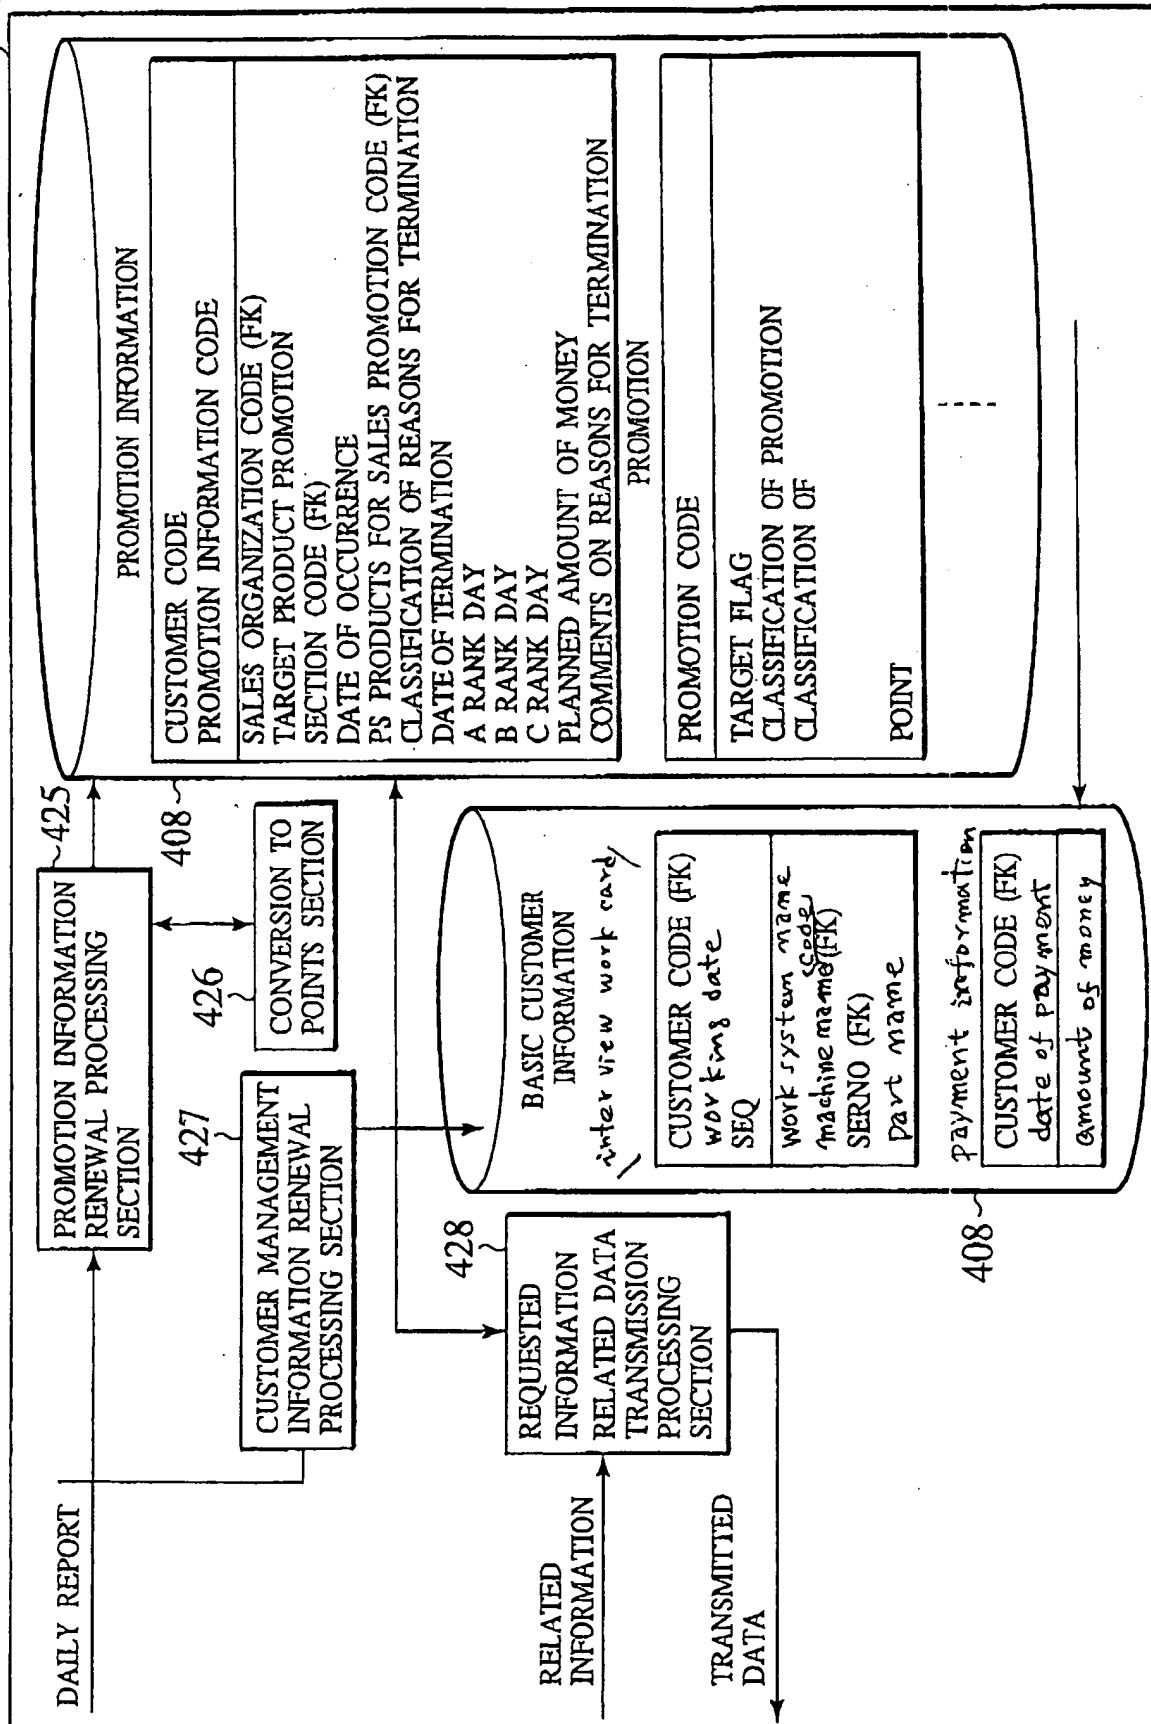 DAILY REPORT
PROMOTION INFORMATION
RENEWAL PROCESSING
SECTION
425
426
CONVERSION TO
POINTS SECTION
427
CUSTOMER MANAGEMENT
INFORMATION RENEWAL
PROCESSING SECTION
408
PROMOTION INFORMATION
CUSTOMER CODE
PROMOTION INFORMATION CODE
SALES ORGANIZATION CODE (FK)
TARGET PRODUCT PROMOTION
SECTION CODE (FK)
DATE OF OCCURRENCE
PS PRODUCTS FOR SALES PROMOTION CODE (FK)
CLASSIFICATION OF REASONS FOR TERMINATION
DATE OF TERMINATION
A RANK DAY
B RANK DAY
C RANK DAY
PLANNED AMOUNT OF MONEY
COMMENTS ON REASONS FOR TERMINATION
PROMOTION
PROMOTION CODE
TARGET FLAG
CLASSIFICATION OF PROMOTION
CLASSIFICATION OF
POINT
RELATED
INFORMATION
TRANSMITTED
DATA
428
REQUESTED
INFORMATION
RELATED DATA
TRANSMISSION
PROCESSING
SECTION
BASIC CUSTOMER
INFORMATION
inter view work card
CUSTOMER CODE (FK)
working date
SEQ
work system name
machine mame code (FK)
SERNO (FK)
part name
payment information
CUSTOMER CODE (FK)
date of payment
amount of money
408